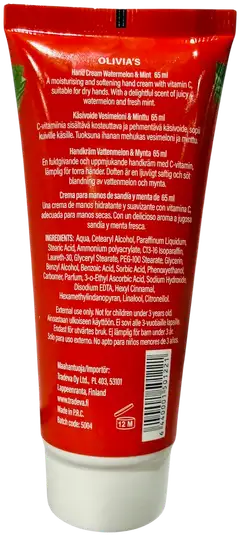 OLIVIA'S
Hand Cream Watermelon & Mint 65 ml
A moisturising and softening hand cream with vitamin C,
suitable for dry hands. With a delightful scent of juicy
watermelon and fresh mint.
Käsivoide Vesimeloni & Minttu 65 ml
C-vitamiinia sisältävä kosteuttava ja pehmentävä käsivoide, sopii
kuiville käsille. Tuoksuna ihanan mehukas vesimeloni ja minttu.
Handkräm Vattenmelon & Mynta 65 ml
En fuktgivande och uppmjukande handkräm med C-vitamin,
lämplig för torra händer. Doften är en ljuvligt saftig och söt
blandning av vattenmelon och mynta.
Crema para manos de sandía y menta de 65 ml
Una crema de manos hidratante y suavizante con vitamina C,
adecuada para manos secas. Con un delicioso aroma a jugosa
sandía y menta fresca.
INGREDIENTS: Aqua, Cetearyl Alcohol, Paraffinum Liquidum,
Stearic Acid, Ammonium polyacrylate, C13-16 Isoparaffin,
Laureth-30, Glyceryl Stearate, PEG-100 Stearate, Glycerin,
Benzyl Alcohol, Benzoic Acid, Sorbic Acid, Phenoxyethanol,
Carbomer, Parfum, 3-o-Ethyl Ascorbic Acid, Sodium Hydroxide,
Disodium EDTA, Hexyl Cinnamal,
Hexamethylindanopyran, Linalool, Citronellol.
External use only. Not for children under 3 years old.
Ainoastaan ulkoiseen käyttöön. Ei sovi alle 3-vuotiaille lapsille.
Endast för utvärtes bruk. Ej lämplig för barn under 3 år.
Sólo para uso externo. No apto para niños menores de 3 años.
Maahantuoja/Importör:
Tradeva Oy Ltd., PL 403, 53101
Lappeenranta, Finland
www.tradeva.fi
Made in P.R.C.
Batch code: 5004
12 M